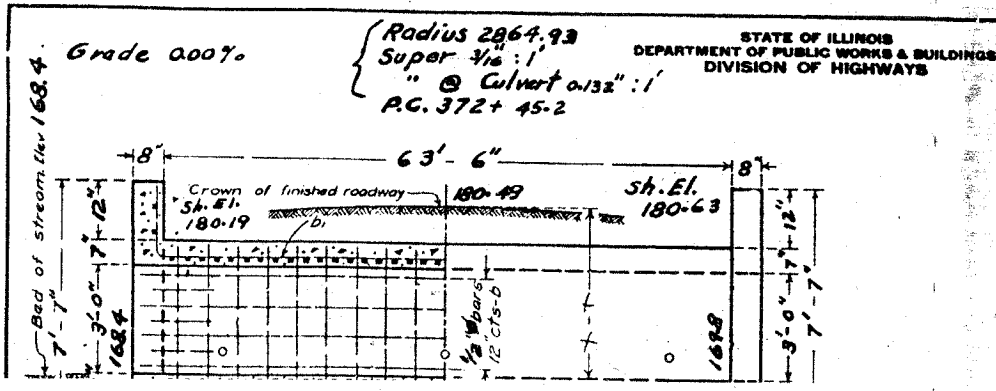 Grade 0.00%
Radius 2864.93
Super 3/16" : 1'
" @ Culvert 0.132" : 1'
P.C. 372 + 45.2
STATE OF ILLINOIS
DEPARTMENT OF PUBLIC WORKS & BUILDINGS
DIVISION OF HIGHWAYS
Bed of stream Elev 168.4
8"
63'-6"
8"
Crown of finished roadway
180.49
Sh. El.
180.19
b1
Sh. El.
180.63
12"
7"
3'-0"
7'-7"
168.4
1/2" bars
12" cts-b
169.8
12"
7"
3'-0"
7'-7"